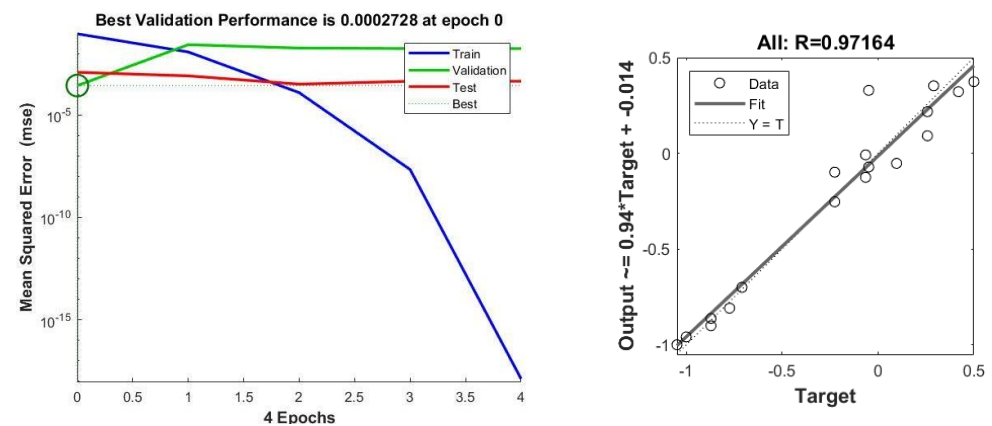 Best Validation Performance is 0.0002728 at epoch 0
Mean Squared Error (mse)
10-5
10-10
10-15
Train
Validation
Test
Best
0 0.5 1 1.5 2 2.5 3 3.5 4
4 Epochs
All: R=0.97164
Output ~= 0.94*Target + -0.014
0.5
0
-0.5
-1
Data
Fit
Y = T
-1 -0.5 0 0.5
Target